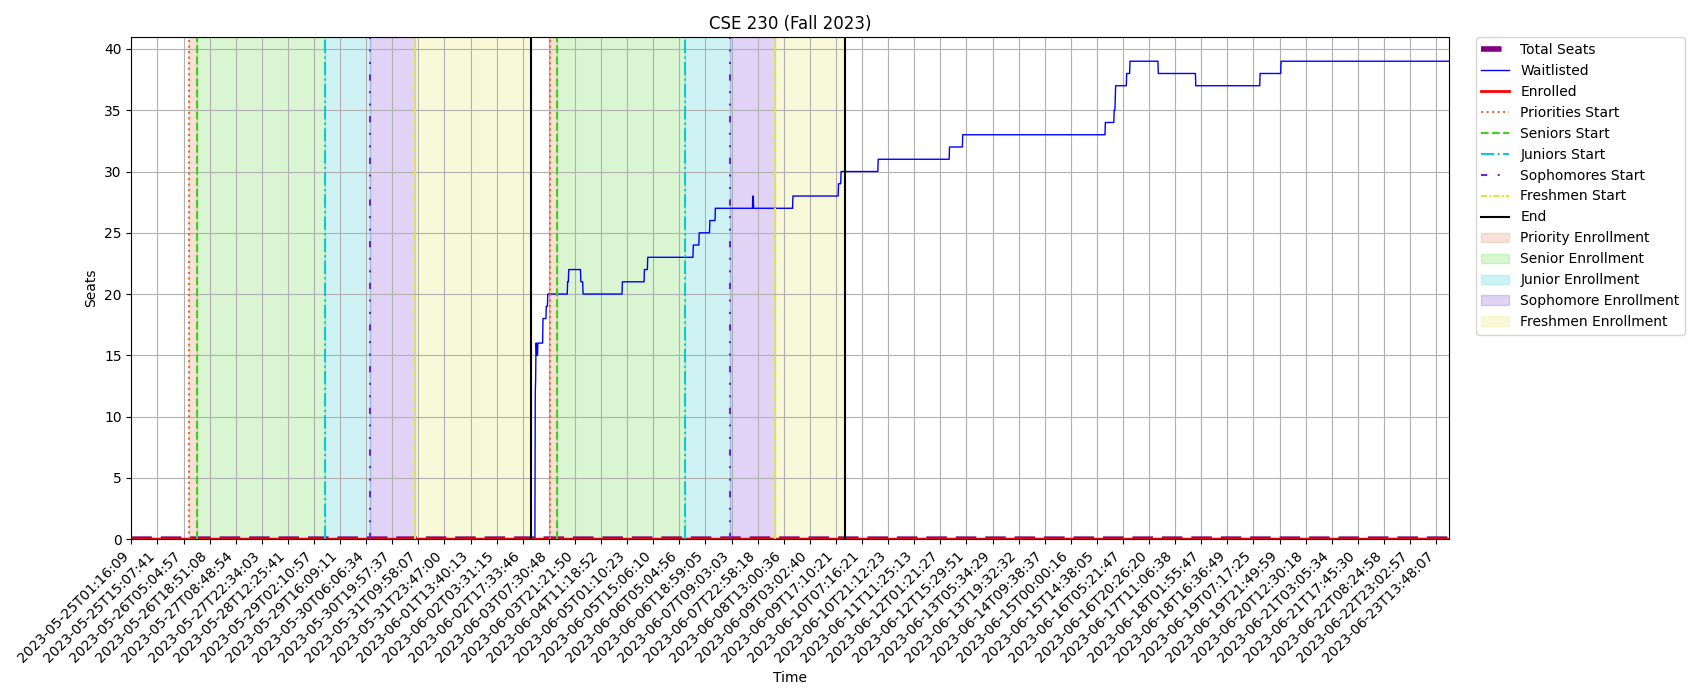 CSE 230 (Fall 2023)
Seats
40
35
30
25
20
15
10
5
0
2023-05-25T01:16:09
2023-05-25T15:07:41
2023-05-26T05:04:57
2023-05-26T18:51:08
2023-05-27T08:48:54
2023-05-27T22:34:03
2023-05-28T12:25:41
2023-05-29T02:10:57
2023-05-29T16:09:11
2023-05-30T06:06:34
2023-05-30T19:57:37
2023-05-31T09:58:07
2023-05-31T23:47:00
2023-06-01T13:40:13
2023-06-02T03:31:15
2023-06-02T17:33:46
2023-06-03T07:30:48
2023-06-03T21:21:50
2023-06-04T11:18:52
2023-06-05T01:10:23
2023-06-05T15:06:10
2023-06-06T05:04:56
2023-06-06T18:59:05
2023-06-07T09:03:03
2023-06-07T22:58:18
2023-06-08T13:00:36
2023-06-09T03:02:40
2023-06-09T17:10:21
2023-06-10T07:16:21
2023-06-10T21:12:23
2023-06-11T11:25:13
2023-06-12T01:21:27
2023-06-12T15:29:51
2023-06-13T05:34:29
2023-06-13T19:32:32
2023-06-14T09:38:37
2023-06-15T00:00:16
2023-06-15T14:38:05
2023-06-16T05:21:47
2023-06-16T20:26:20
2023-06-17T11:06:38
2023-06-18T01:55:47
2023-06-18T16:36:49
2023-06-19T07:17:25
2023-06-19T21:49:59
2023-06-20T12:30:18
2023-06-21T03:05:34
2023-06-21T17:45:30
2023-06-22T08:24:58
2023-06-22T23:02:57
2023-06-23T13:48:07
Time
Total Seats
Waitlisted
Enrolled
Priorities Start
Seniors Start
Juniors Start
Sophomores Start
Freshmen Start
End
Priority Enrollment
Senior Enrollment
Junior Enrollment
Sophomore Enrollment
Freshmen Enrollment